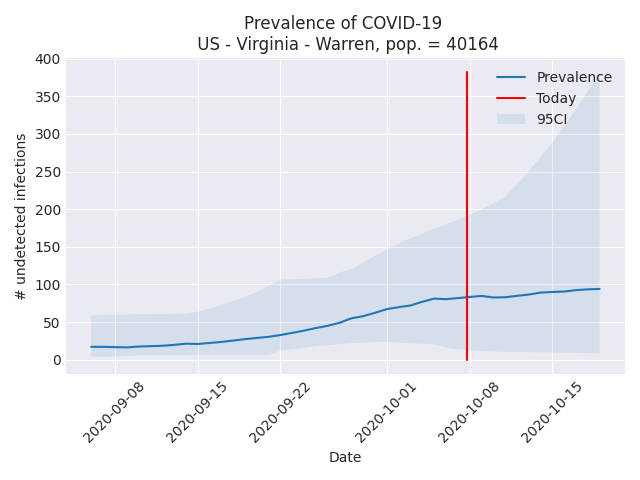 Prevalence of COVID-19
US - Virginia - Warren, pop. = 40164
# undetected infections
400
350
300
250
200
150
100
50
0
Prevalence
Today
95CI
2020-09-08
2020-09-15
2020-09-22
2020-10-01
2020-10-08
2020-10-15
Date